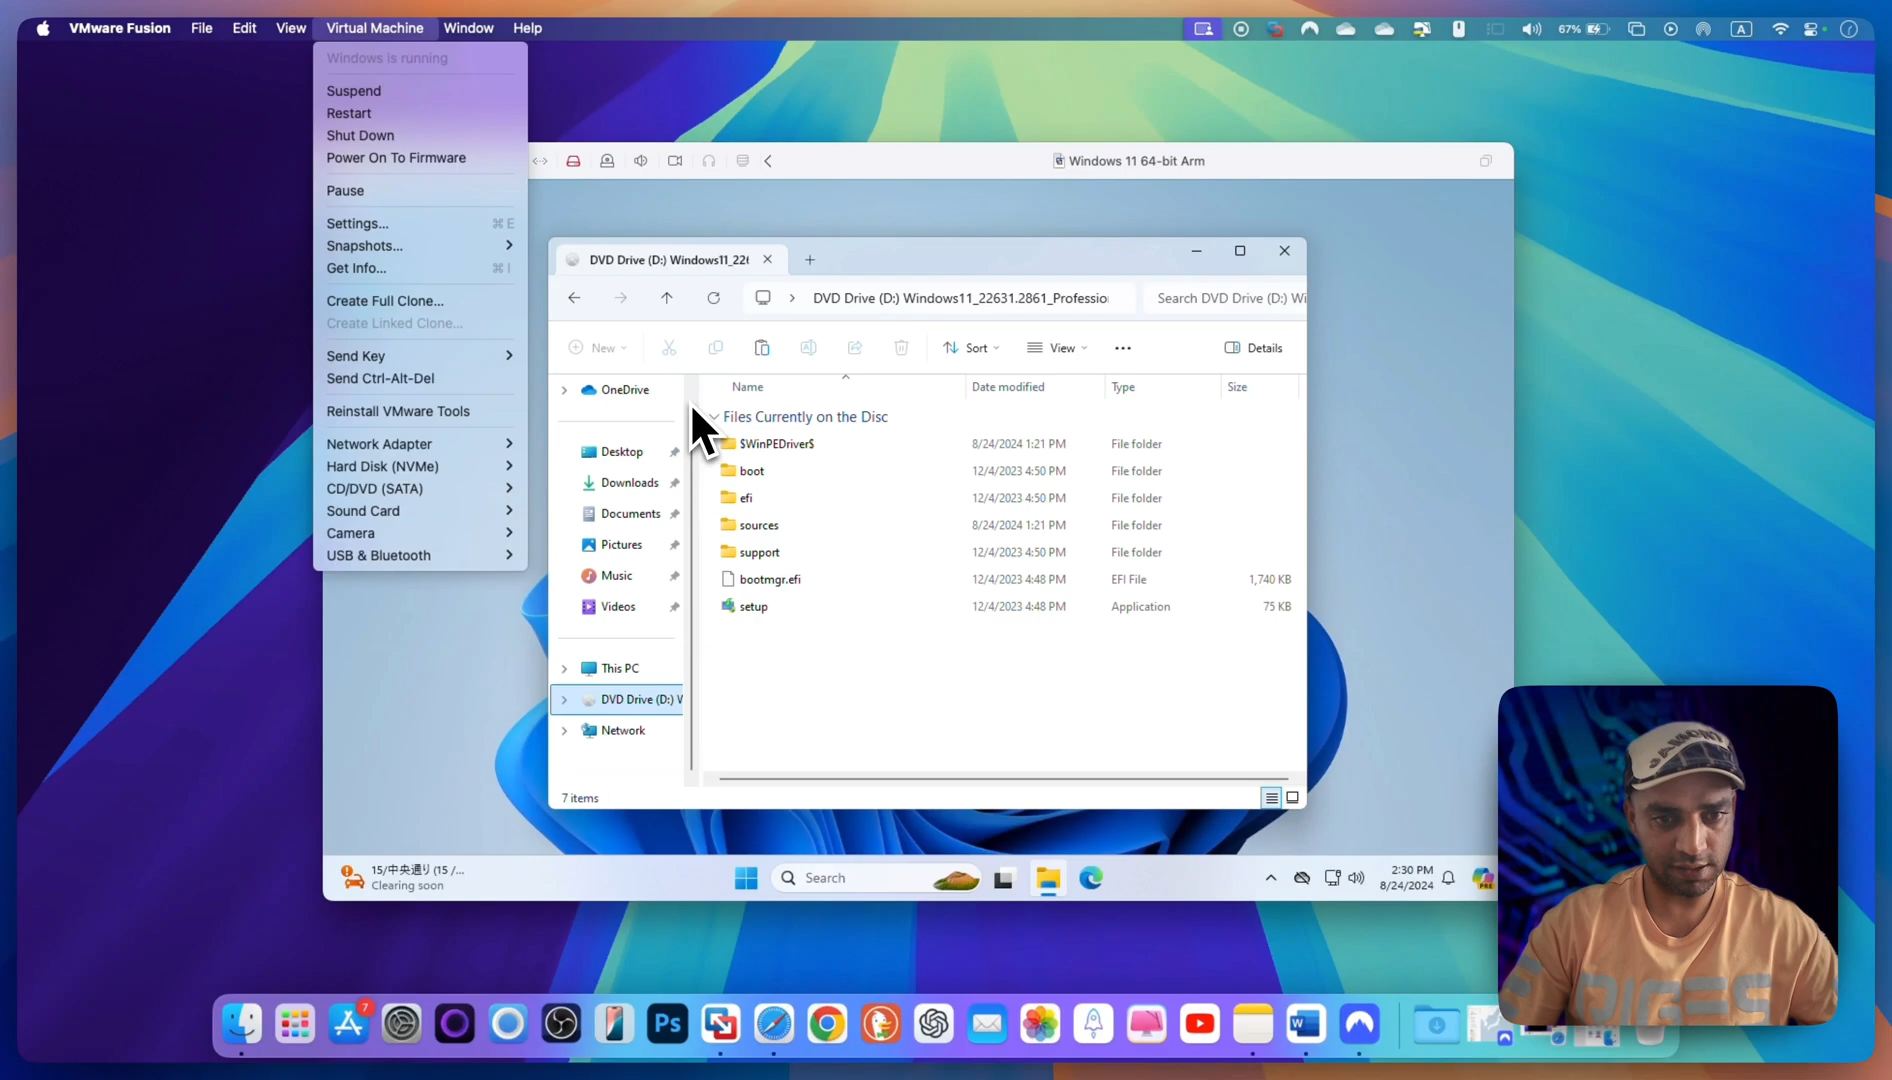 VMware Fusion File Edit View Virtual Machine Window Help
67%
A
Windows is running
Suspend
Restart
Shut Down
Power On To Firmware
Pause
Settings... ⌘ E
Snapshots...
Get Info... ⌘ I
Create Full Clone...
Create Linked Clone...
Send Key
Send Ctrl-Alt-Del
Reinstall VMware Tools
Network Adapter
Hard Disk (NVMe)
CD/DVD (SATA)
Sound Card
Camera
USB & Bluetooth
Windows 11 64-bit Arm
DVD Drive (D:) Windows11_226
DVD Drive (D:) Windows11_22631.2861_Professio
Search DVD Drive (D:) Wi
New
Sort
View
Details
OneDrive
Desktop
Downloads
Documents
Pictures
Music
Videos
This PC
DVD Drive (D:) W
Network
Name Date modified Type Size
Files Currently on the Disc
$WinPEDriver$ 8/24/2024 1:21 PM File folder
boot 12/4/2023 4:50 PM File folder
efi 12/4/2023 4:50 PM File folder
sources 8/24/2024 1:21 PM File folder
support 12/4/2023 4:50 PM File folder
bootmgr.efi 12/4/2023 4:48 PM EFI File 1,740 KB
setup 12/4/2023 4:48 PM Application 75 KB
7 items
15/中央通り (15 /...
Clearing soon
Search
2:30 PM
8/24/2024
PRE
7
Ps
W